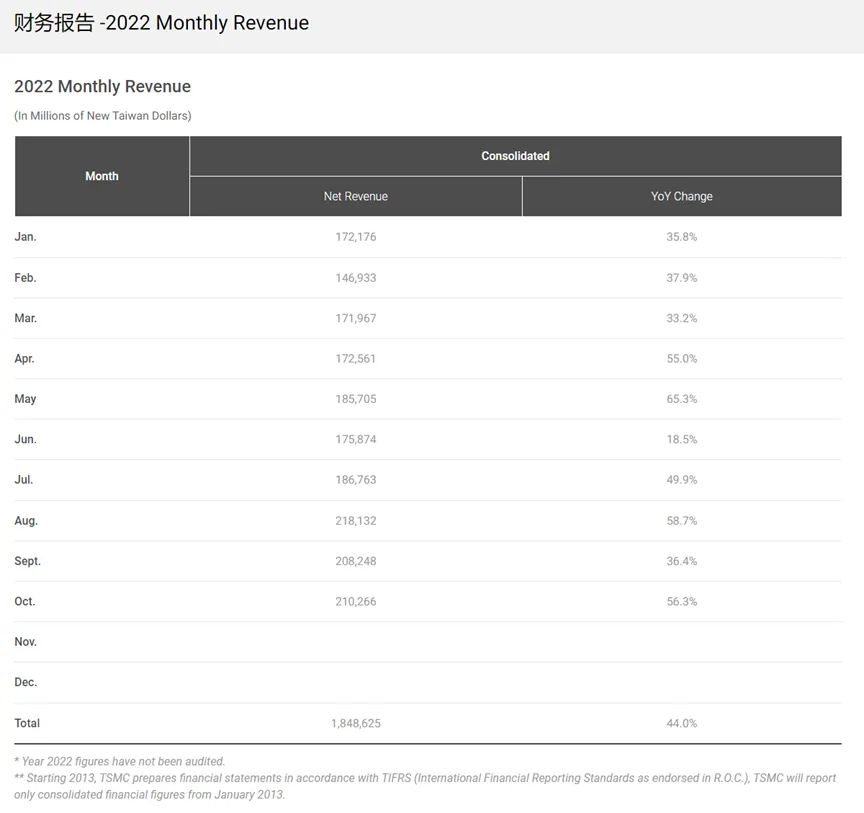 财务报告 -2022 Monthly Revenue
2022 Monthly Revenue
(In Millions of New Taiwan Dollars)
Month Consolidated
Net Revenue YoY Change
Jan. 172,176 35.8%
Feb. 146,933 37.9%
Mar. 171,967 33.2%
Apr. 172,561 55.0%
May 185,705 65.3%
Jun. 175,874 18.5%
Jul. 186,763 49.9%
Aug. 218,132 58.7%
Sept. 208,248 36.4%
Oct. 210,266 56.3%
Nov.
Dec.
Total 1,848,625 44.0%
* Year 2022 figures have not been audited.
** Starting 2013, TSMC prepares financial statements in accordance with TIFRS (International Financial Reporting Standards as endorsed in R.O.C.), TSMC will report
only consolidated financial figures from January 2013.